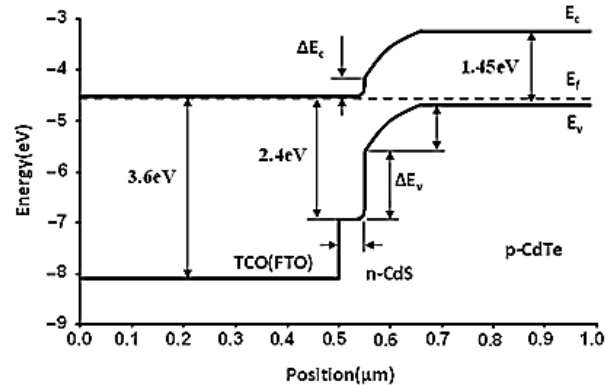 −3
−4
−5
−6
−7
−8
−9
Energy(eV)
ΔEc
Ec
1.45eV
Ef
Ev
3.6eV
2.4eV
ΔEv
TCO(FTO)
n-CdS
p-CdTe
0.0 0.1 0.2 0.3 0.4 0.5 0.6 0.7 0.8 0.9 1.0
Position(μm)